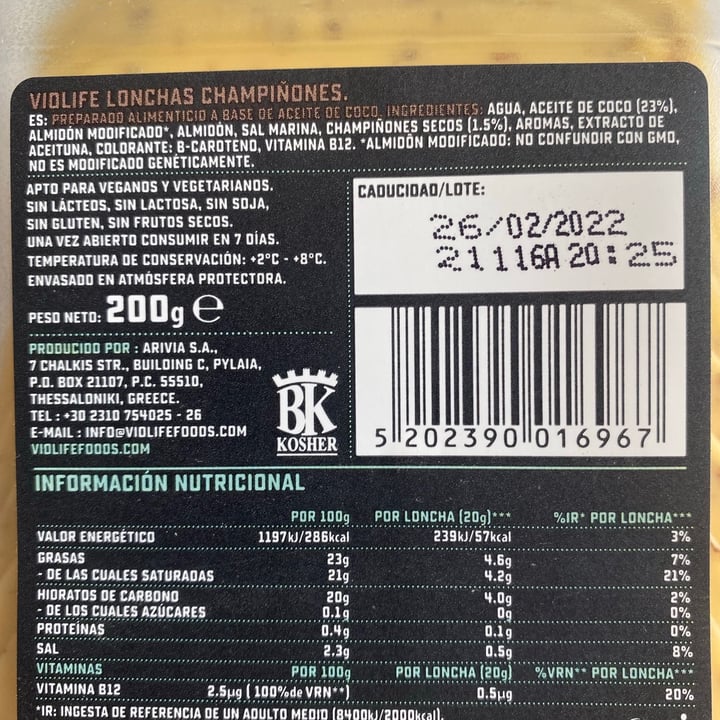 VIOLIFE LONCHAS CHAMPIÑONES.
ES: PREPARADO ALIMENTICIO A BASE DE ACEITE DE COCO. INGREDIENTES: AGUA, ACEITE DE COCO (23%),
ALMIDÓN MODIFICADO*, ALMIDÓN, SAL MARINA, CHAMPIÑONES SECOS (1.5%), AROMAS, EXTRACTO DE
ACEITUNA, COLORANTE: B-CAROTENO, VITAMINA B12. *ALMIDÓN MODIFICADO: NO CONFUNDIR CON GMO,
NO ES MODIFICADO GENÉTICAMENTE.
APTO PARA VEGANOS Y VEGETARIANOS.
SIN LÁCTEOS, SIN LACTOSA, SIN SOJA,
SIN GLUTEN, SIN FRUTOS SECOS.
UNA VEZ ABIERTO CONSUMIR EN 7 DÍAS.
TEMPERATURA DE CONSERVACIÓN: +2°C - +8°C.
ENVASADO EN ATMÓSFERA PROTECTORA.
PESO NETO: 200g e
CADUCIDAD/LOTE:
26/02/2022
21116A 20:25
PRODUCIDO POR : ARIVIA S.A.,
7 CHALKIS STR., BUILDING C, PYLAIA,
P.O. BOX 21107, P.C. 55510,
THESSALONIKI, GREECE.
TEL : +30 2310 754025 - 26
E-MAIL : INFO@VIOLIFEFOODS.COM
VIOLIFEFOODS.COM
BK
KOSHER
5 202390 016967
INFORMACIÓN NUTRICIONAL
POR 100g POR LONCHA (20g)*** %IR* POR LONCHA***
VALOR ENERGÉTICO 1197kJ/286kcal 239kJ/57kcal 3%
GRASAS 23g 4.6g 7%
- DE LAS CUALES SATURADAS 21g 4.2g 21%
HIDRATOS DE CARBONO 20g 4.0g 2%
- DE LOS CUALES AZÚCARES 0.1g 0g 0%
PROTEÍNAS 0.4g 0.1g 0%
SAL 2.3g 0.5g 8%
VITAMINAS POR 100g POR LONCHA (20g) %VRN** POR LONCHA***
VITAMINA B12 2.5µg (100%de VRN**) 0.5µg 20%
*IR: INGESTA DE REFERENCIA DE UN ADULTO MEDIO (8400kJ/2000kcal).